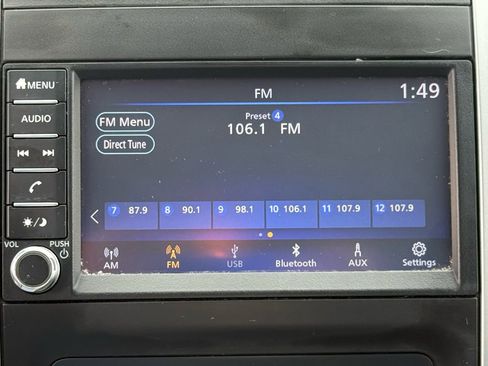 MENU
AUDIO
VOL
PUSH
FM
1:49
FM Menu
Direct Tune
Preset 4
106.1 FM
7 87.9 8 90.1 9 98.1 10 106.1 11 107.9 12 107.9
AM FM USB Bluetooth AUX Settings